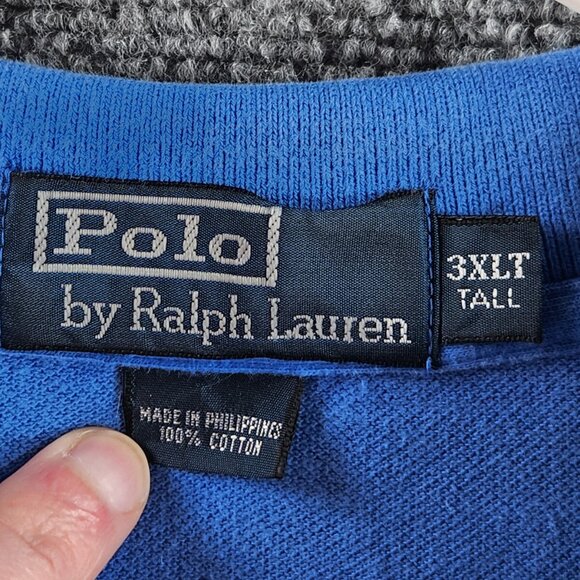 Polo
by Ralph Lauren
3XLT
TALL
MADE IN PHILIPPINES
100% COTTON